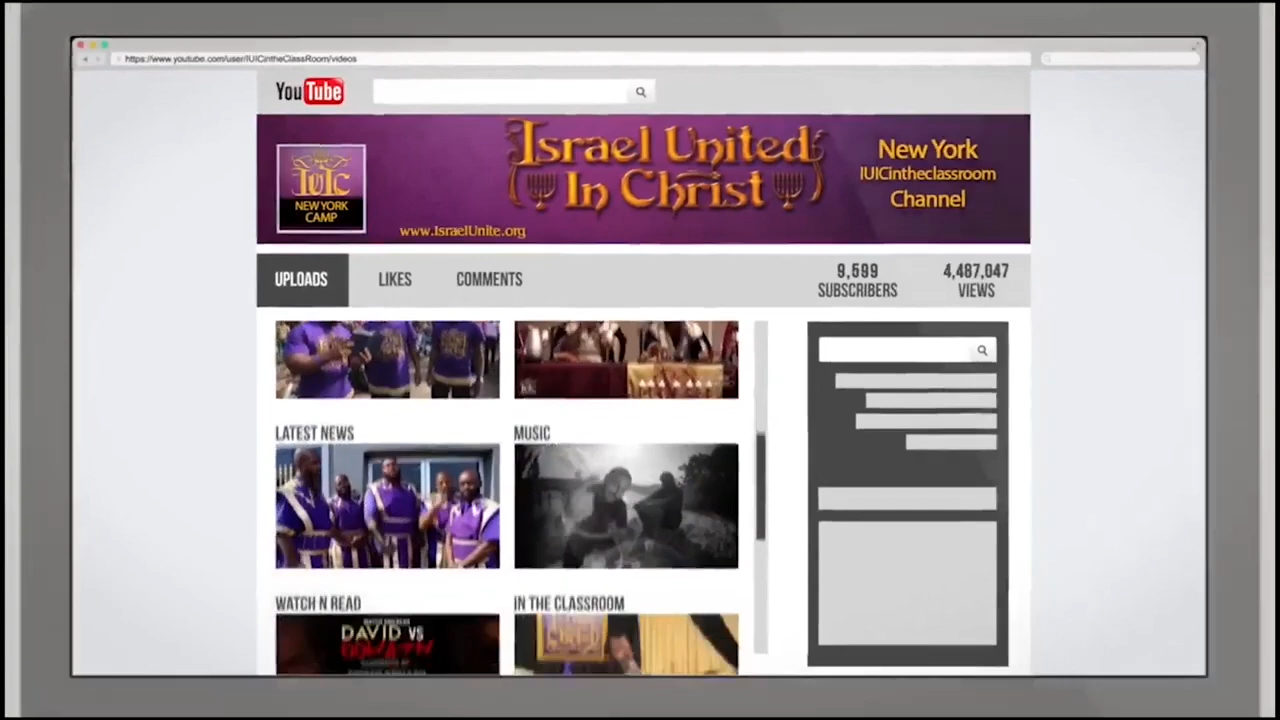 https://www.youtube.com/user/IUICintheClassRoom/videos
YouTube
Israel United
In Christ
New York
IUICintheclassroom
Channel
IUIC
NEW YORK
CAMP
www.IsraelUnite.org
UPLOADS
LIKES
COMMENTS
9,599
SUBSCRIBERS
4,487,047
VIEWS
LATEST NEWS
MUSIC
WATCH N READ
IN THE CLASSROOM
DAVID VS